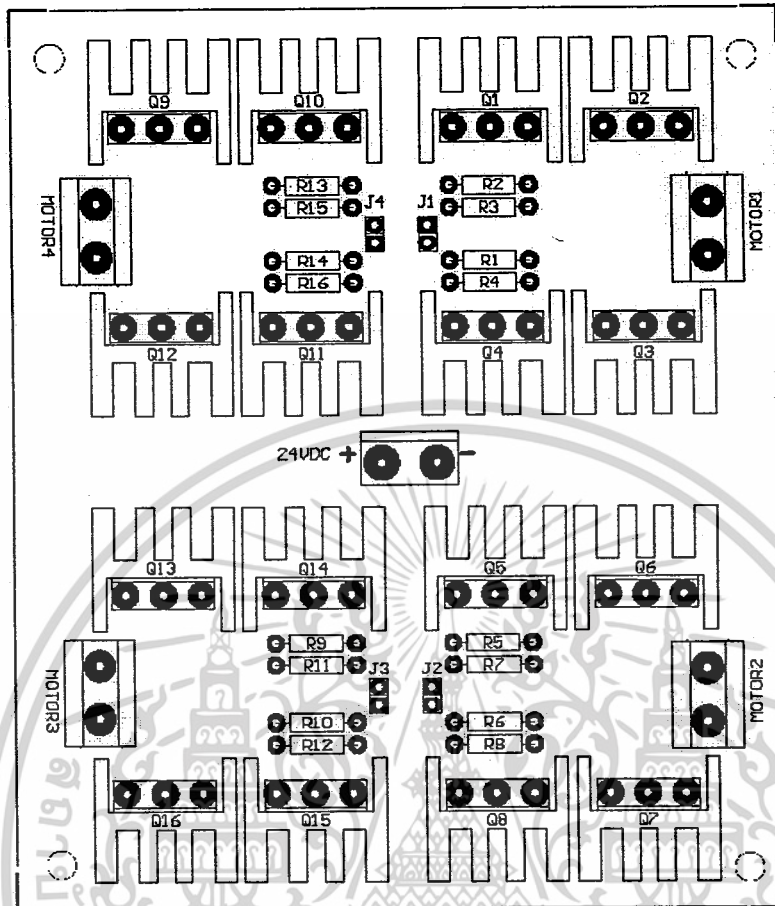 Q9 Q10 Q1 Q2
R13 R2
R15 J4 J1 R3
MOTOR4 MOTOR1
R14 R1
R16 R4
Q12 Q11 Q4 Q3
24VDC + -
Q13 Q14 Q5 Q6
R9 R5
R11 J3 J2 R7
MOTOR3 MOTOR2
R10 R6
R12 R8
Q16 Q15 Q8 Q7